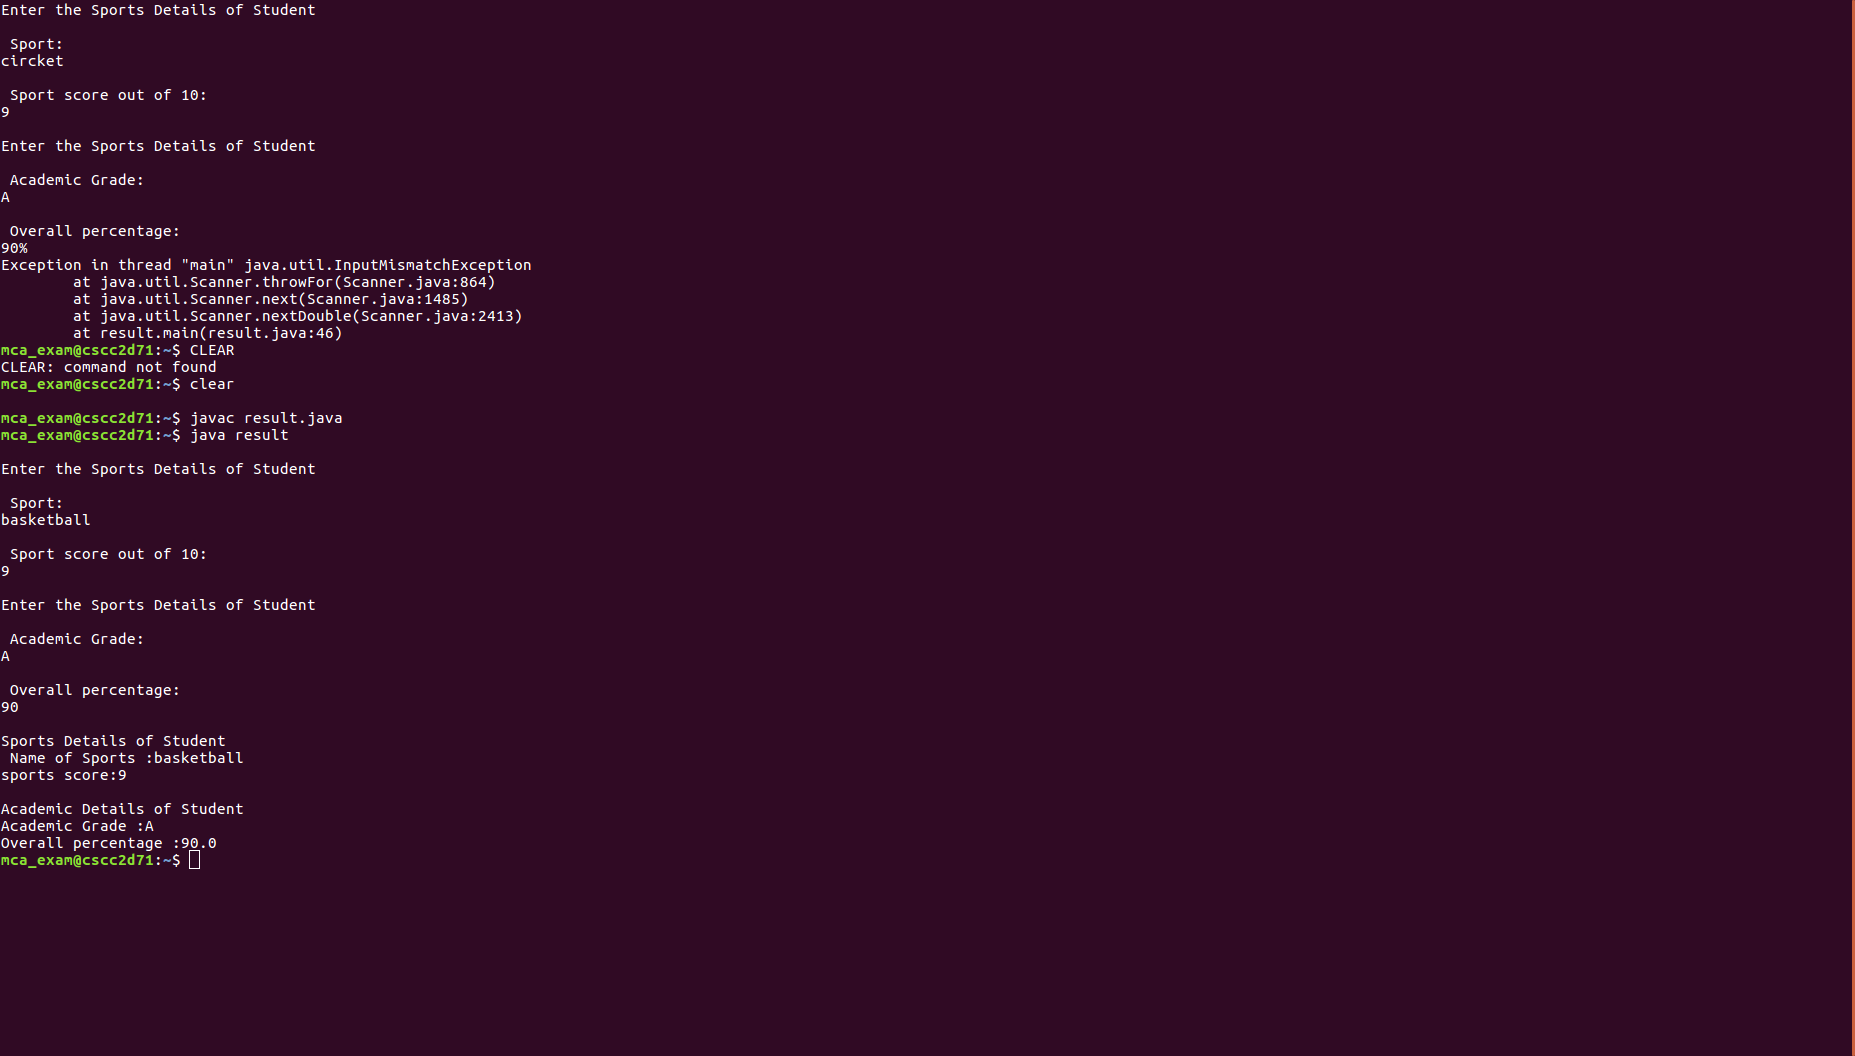 Enter the Sports Details of Student
Sport:
circket
Sport score out of 10:
9
Enter the Sports Details of Student
Academic Grade:
A
Overall percentage:
90%
Exception in thread "main" java.util.InputMismatchException
at java.util.Scanner.throwFor(Scanner.java:864)
at java.util.Scanner.next(Scanner.java:1485)
at java.util.Scanner.nextDouble(Scanner.java:2413)
at result.main(result.java:46)
mca_exam@cscc2d71:~$ CLEAR
CLEAR: command not found
mca_exam@cscc2d71:~$ clear
mca_exam@cscc2d71:~$ javac result.java
mca_exam@cscc2d71:~$ java result
Enter the Sports Details of Student
Sport:
basketball
Sport score out of 10:
9
Enter the Sports Details of Student
Academic Grade:
A
Overall percentage:
90
Sports Details of Student
Name of Sports :basketball
sports score:9
Academic Details of Student
Academic Grade :A
Overall percentage :90.0
mca_exam@cscc2d71:~$